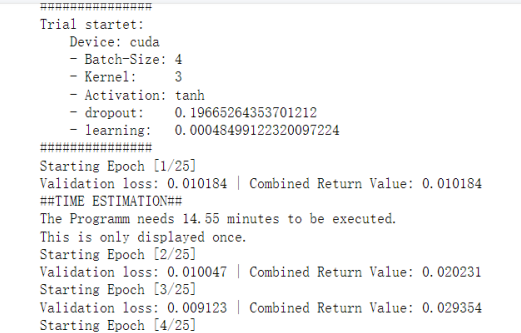 ################
Trial startet:
Device: cuda
- Batch-Size: 4
- Kernel: 3
- Activation: tanh
- dropout: 0.19665264353701212
- learning: 0.00048499122320097224
################
Starting Epoch [1/25]
Validation loss: 0.010184 | Combined Return Value: 0.010184
##TIME ESTIMATION##
The Programm needs 14.55 minutes to be executed.
This is only displayed once.
Starting Epoch [2/25]
Validation loss: 0.010047 | Combined Return Value: 0.020231
Starting Epoch [3/25]
Validation loss: 0.009123 | Combined Return Value: 0.029354
Starting Epoch [4/25]